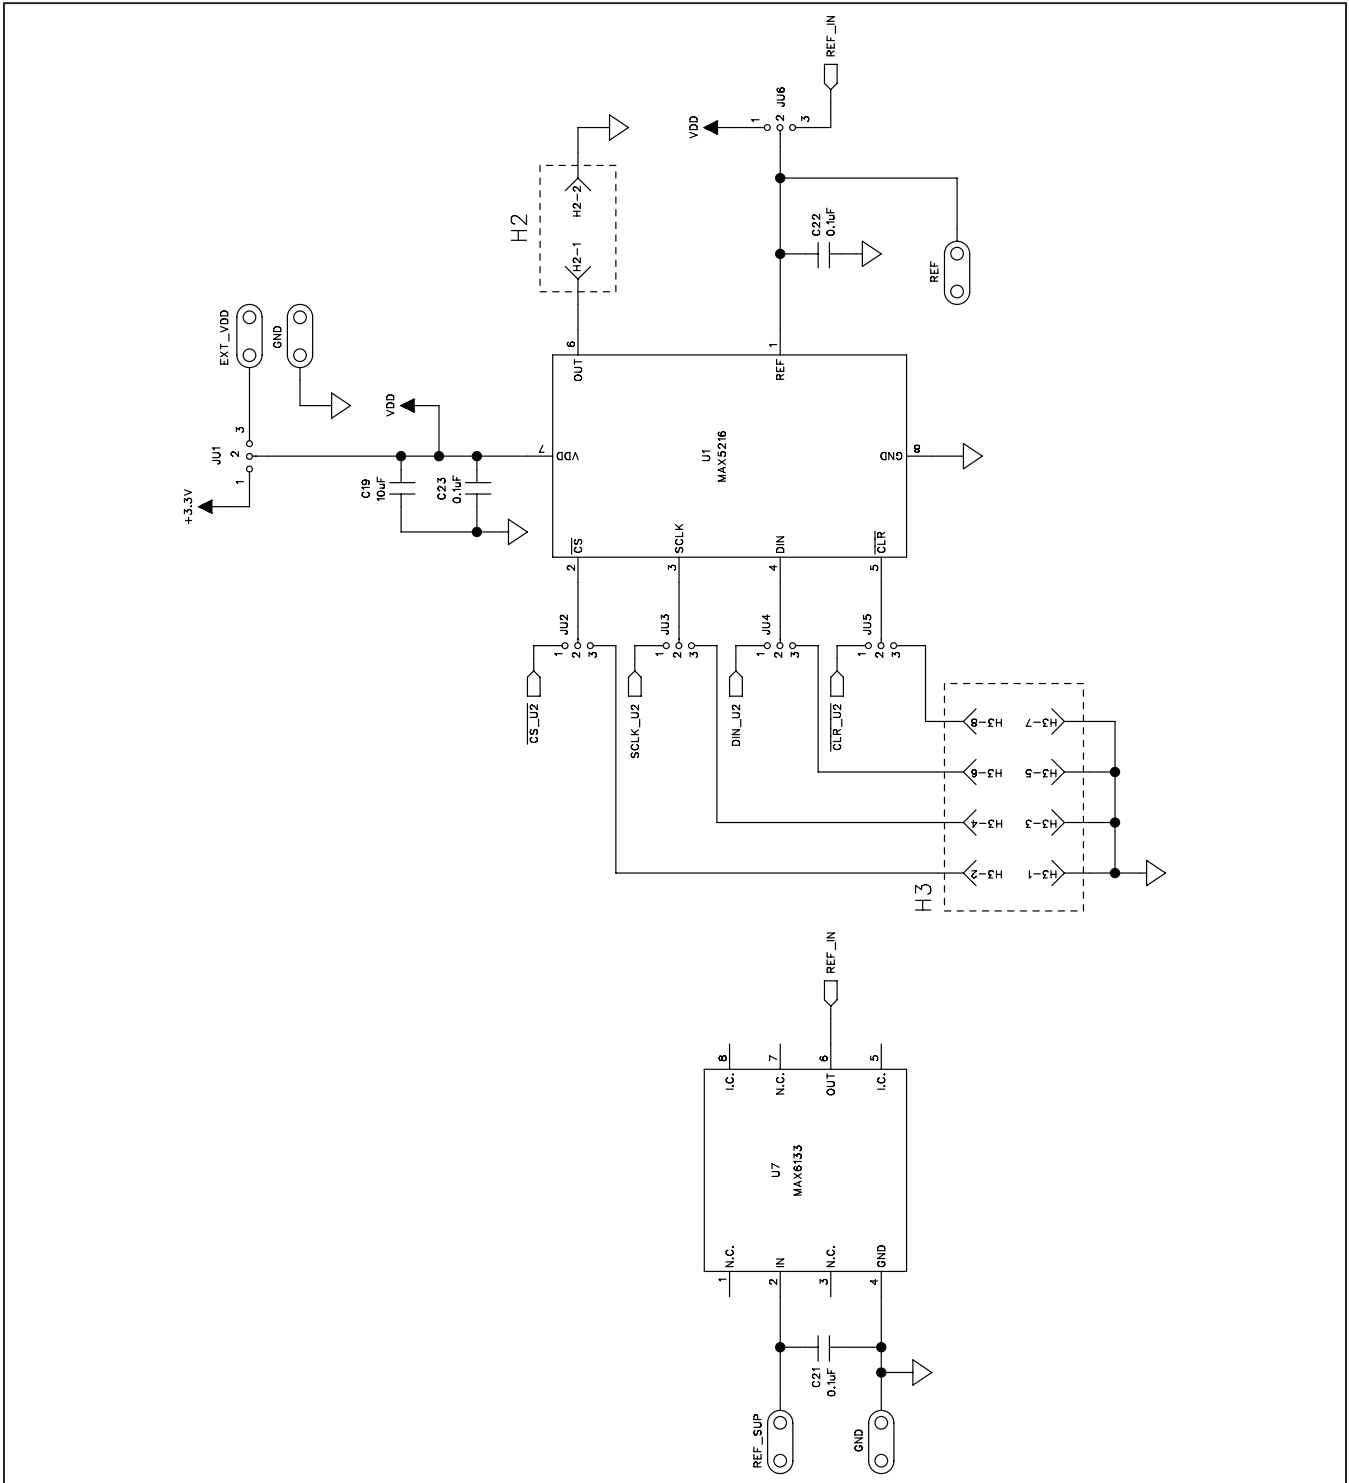 REF_IN
JU6
1
2
3
VDD
H2
H2-2
H2-1
C22
0.1uF
REF
EXT_VDD
GND
JU1
3
2
1
+3.3V
VDD
C19
10uF
C23
0.1uF
6
OUT
1
REF
7
VDD
U1
MAX5216
GND
8
CS
2
SCLK
3
DIN
4
CLR
5
JU2
1
2
3
JU3
1
2
3
JU4
1
2
3
JU5
1
2
3
CS_U2
SCLK_U2
DIN_U2
CLR_U2
H3
H3-8
H3-7
H3-6
H3-5
H3-4
H3-3
H3-2
H3-1
REF_IN
8
I.C.
7
N.C.
6
OUT
5
I.C.
U7
MAX6133
N.C.
1
IN
2
N.C.
3
GND
4
C21
0.1uF
REF_SUP
GND